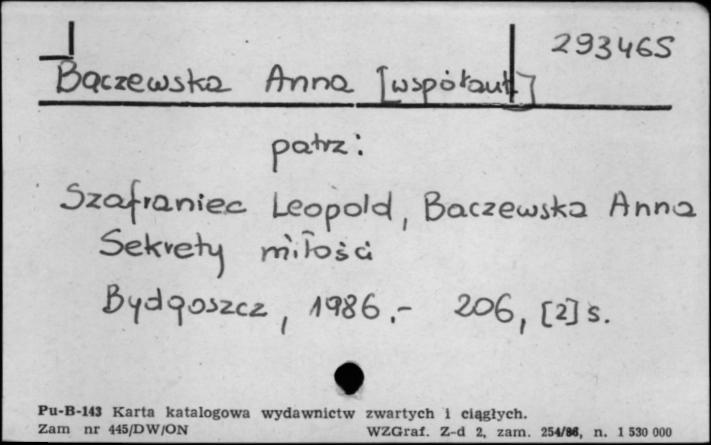 293465
Bączewska Anna [współaut.]
patrz:
Szafraniec Leopold, Baczewska Anna
Sekrety miłości
Bydgoszcz, 1986.- 206, [2] s.
Pu-B-143 Karta katalogowa wydawnictw zwartych i ciągłych.
Zam nr 445/DW/ON WZGraf. Z-d 2, zam. 254/86, n. 1 530 000